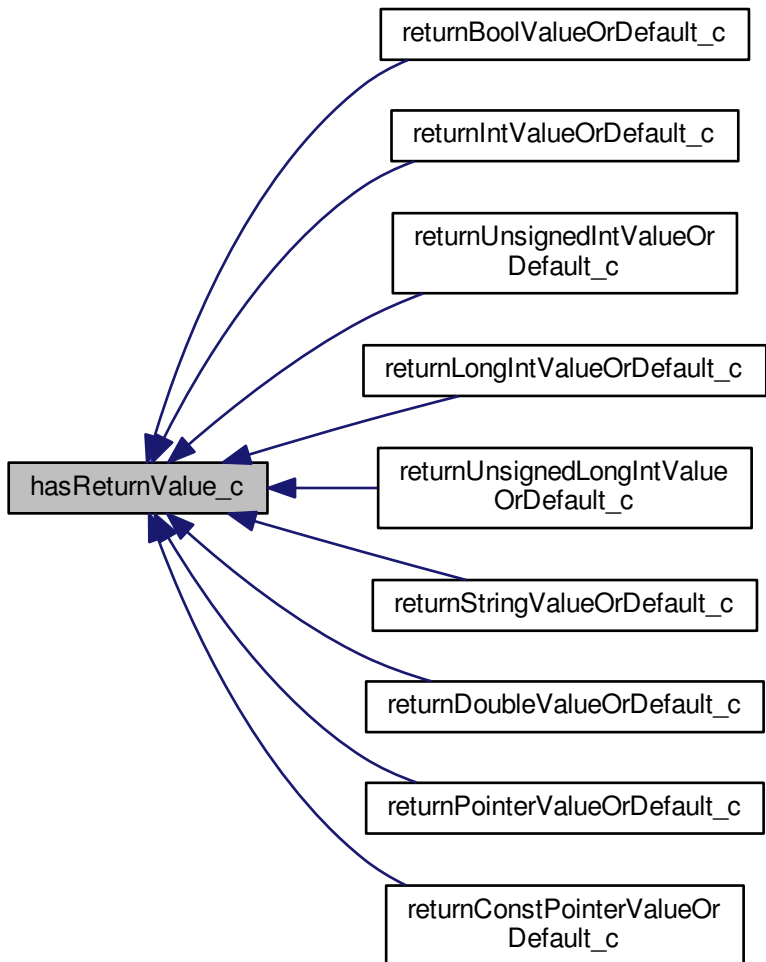 returnBoolValueOrDefault_c
returnIntValueOrDefault_c
returnUnsignedIntValueOr
Default_c
returnLongIntValueOrDefault_c
hasReturnValue_c
returnUnsignedLongIntValue
OrDefault_c
returnStringValueOrDefault_c
returnDoubleValueOrDefault_c
returnPointerValueOrDefault_c
returnConstPointerValueOr
Default_c